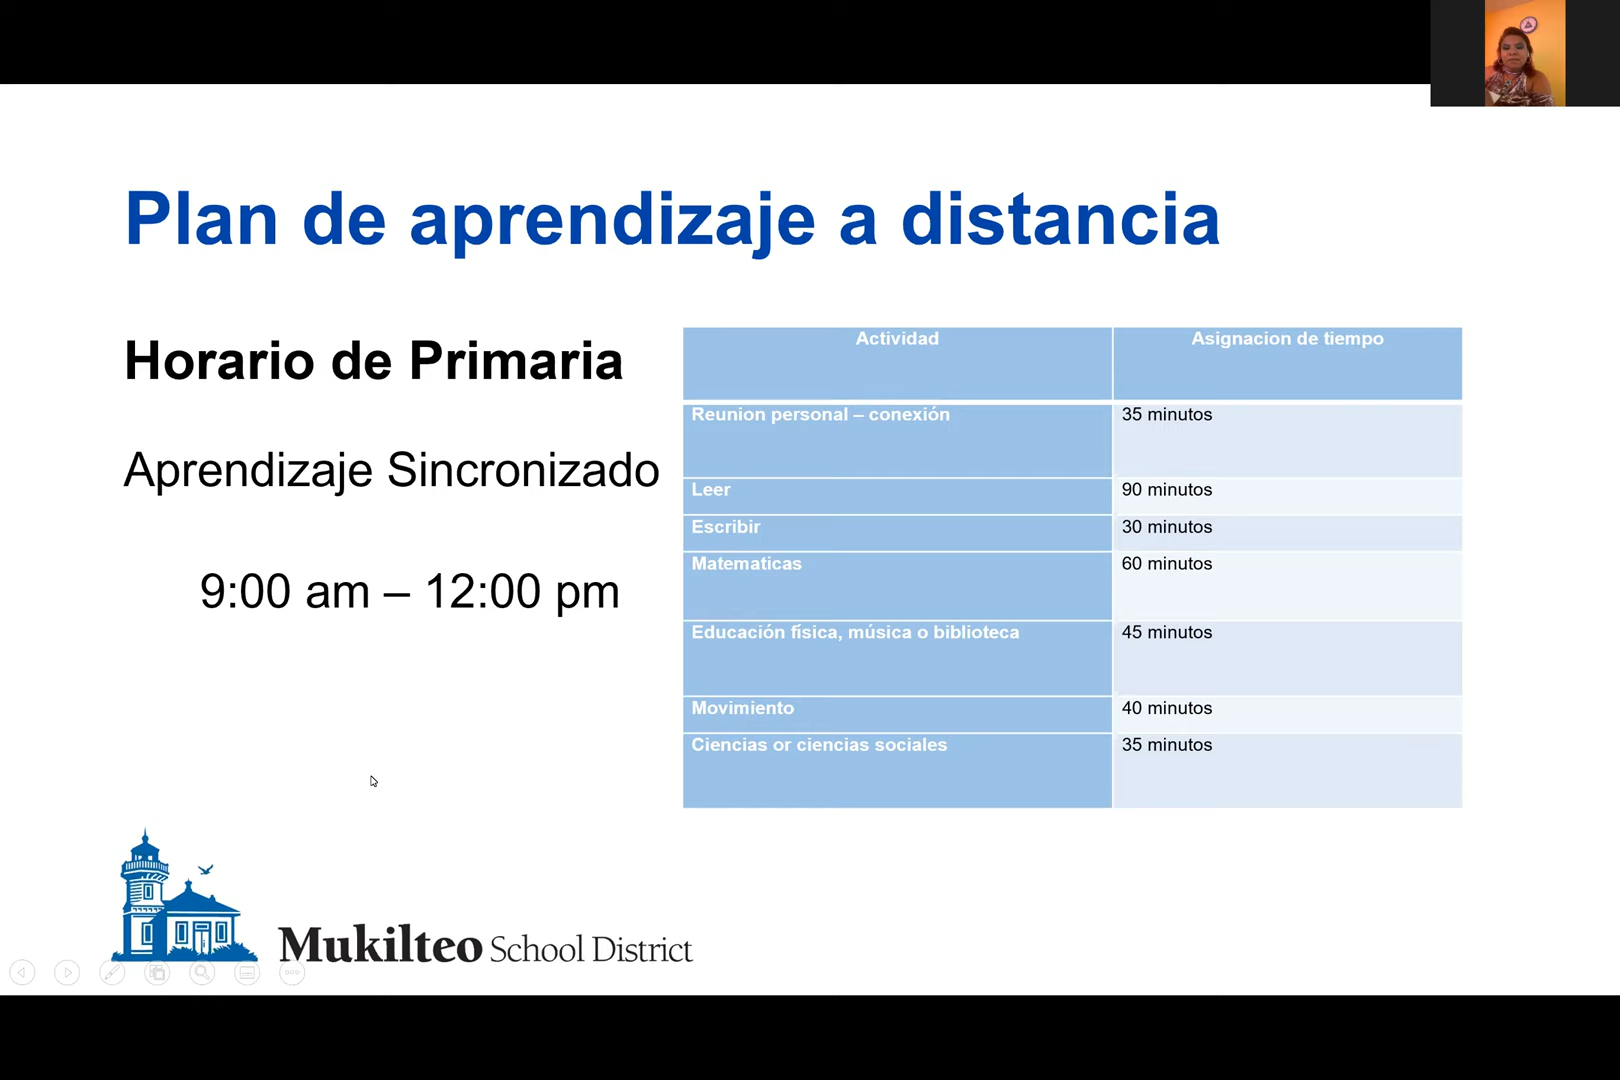 Plan de aprendizaje a distancia
Horario de Primaria
Aprendizaje Sincronizado
9:00 am – 12:00 pm
Actividad Asignacion de tiempo
Reunion personal – conexión 35 minutos
Leer 90 minutos
Escribir 30 minutos
Matematicas 60 minutos
Educación física, música o biblioteca 45 minutos
Movimiento 40 minutos
Ciencias or ciencias sociales 35 minutos
Mukilteo School District